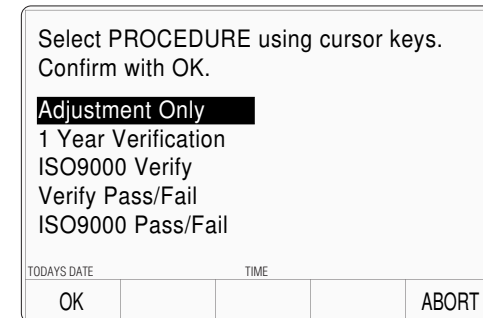 Select PROCEDURE using cursor keys.
Confirm with OK.
Adjustment Only
1 Year Verification
ISO9000 Verify
Verify Pass/Fail
ISO9000 Pass/Fail
TODAYS DATE TIME
OK ABORT